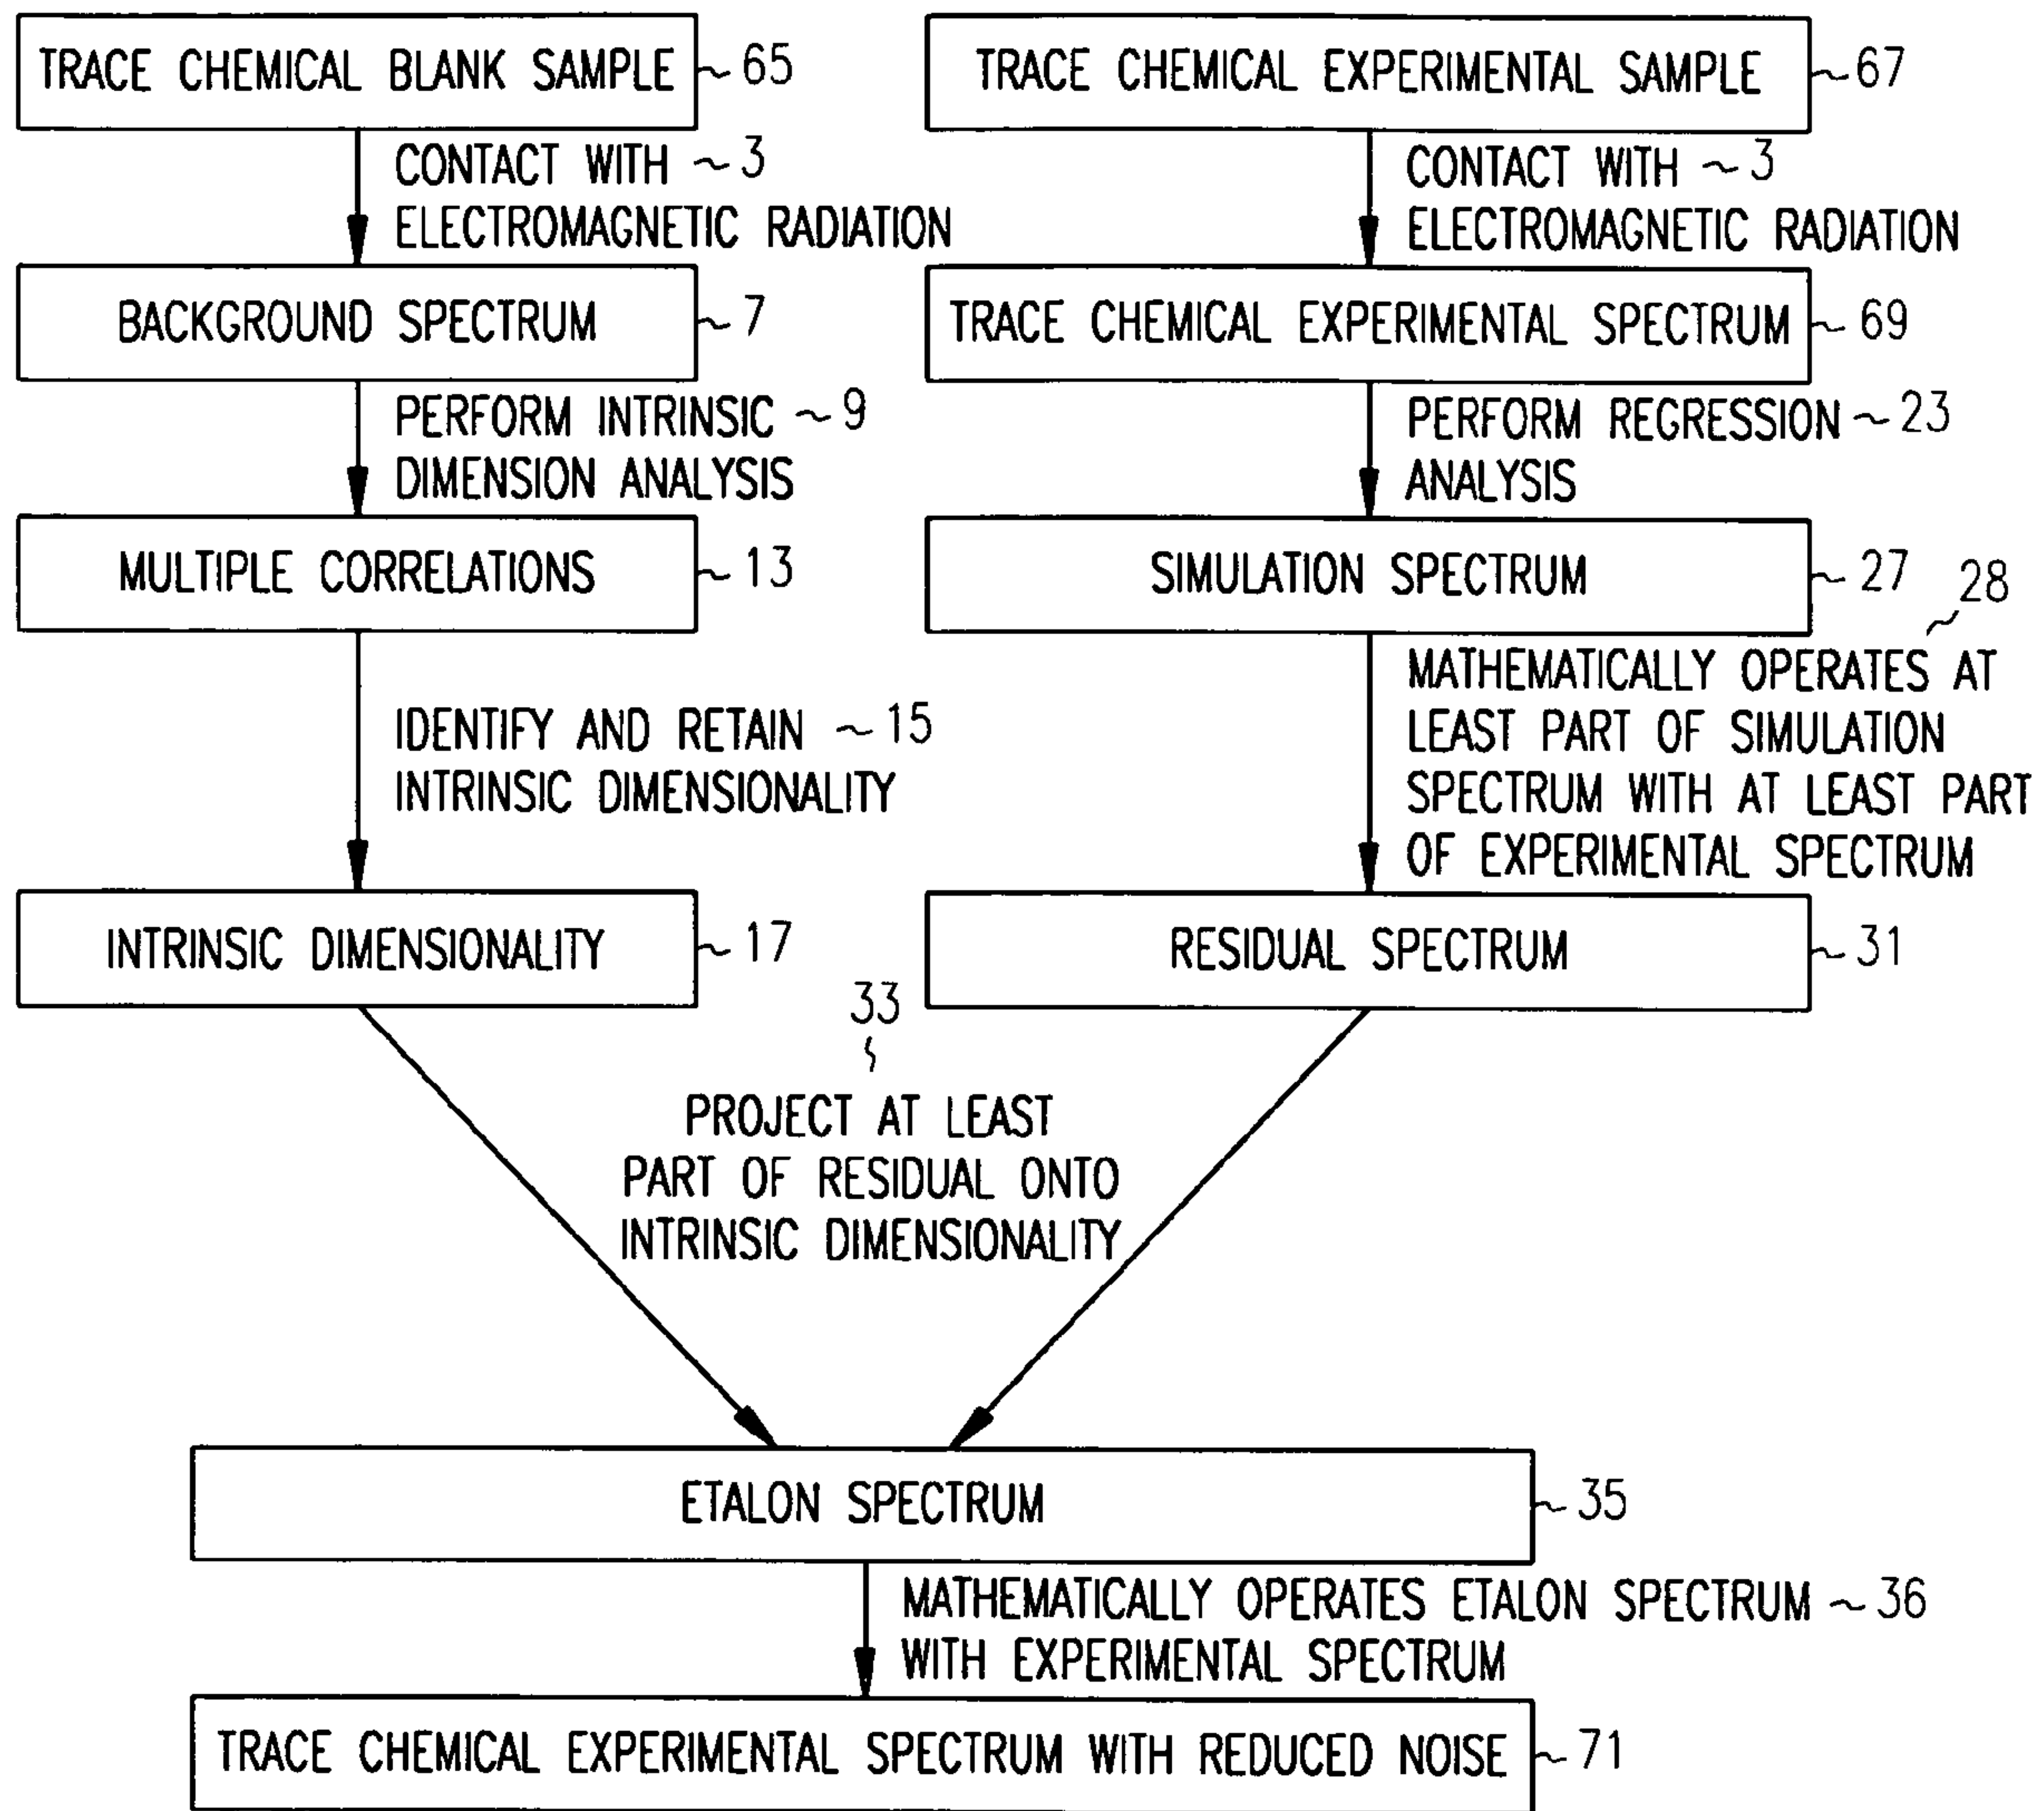 TRACE CHEMICAL BLANK SAMPLE ~ 65
CONTACT WITH ~ 3
ELECTROMAGNETIC RADIATION
BACKGROUND SPECTRUM ~ 7
PERFORM INTRINSIC ~ 9
DIMENSION ANALYSIS
MULTIPLE CORRELATIONS ~ 13
IDENTIFY AND RETAIN ~ 15
INTRINSIC DIMENSIONALITY
INTRINSIC DIMENSIONALITY ~ 17
TRACE CHEMICAL EXPERIMENTAL SAMPLE ~ 67
CONTACT WITH ~ 3
ELECTROMAGNETIC RADIATION
TRACE CHEMICAL EXPERIMENTAL SPECTRUM ~ 69
PERFORM REGRESSION ~ 23
ANALYSIS
SIMULATION SPECTRUM ~ 27
28
MATHEMATICALLY OPERATES AT
LEAST PART OF SIMULATION
SPECTRUM WITH AT LEAST PART
OF EXPERIMENTAL SPECTRUM
RESIDUAL SPECTRUM ~ 31
33
PROJECT AT LEAST
PART OF RESIDUAL ONTO
INTRINSIC DIMENSIONALITY
ETALON SPECTRUM ~ 35
MATHEMATICALLY OPERATES ETALON SPECTRUM ~ 36
WITH EXPERIMENTAL SPECTRUM
TRACE CHEMICAL EXPERIMENTAL SPECTRUM WITH REDUCED NOISE ~ 71